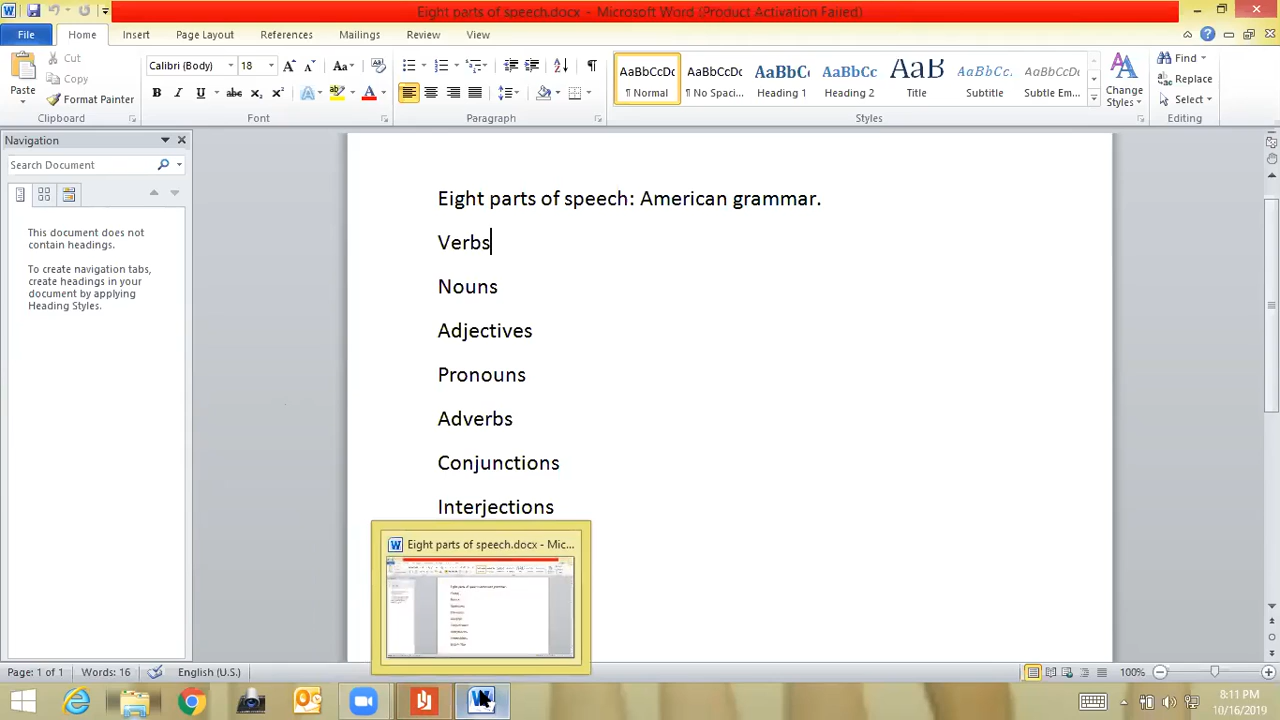 Eight parts of speech.docx - Microsoft Word (Product Activation Failed)
File Home Insert Page Layout References Mailings Review View
Paste
Cut
Copy
Format Painter
Clipboard
Calibri (Body) 18
Font
Paragraph
AaBbCcDc AaBbCcDc AaBbCc AaBbCc AaB AaBbCc. AaBbCcDc
¶ Normal ¶ No Spaci... Heading 1 Heading 2 Title Subtitle Subtle Em...
Change Styles
Styles
Find
Replace
Select
Editing
Navigation
Search Document
This document does not
contain headings.
To create navigation tabs,
create headings in your
document by applying
Heading Styles.
Eight parts of speech: American grammar.
Verbs
Nouns
Adjectives
Pronouns
Adverbs
Conjunctions
Interjections
Eight parts of speech.docx - Mic...
Page: 1 of 1 Words: 16 English (U.S.) 100%
8:11 PM
10/16/2019